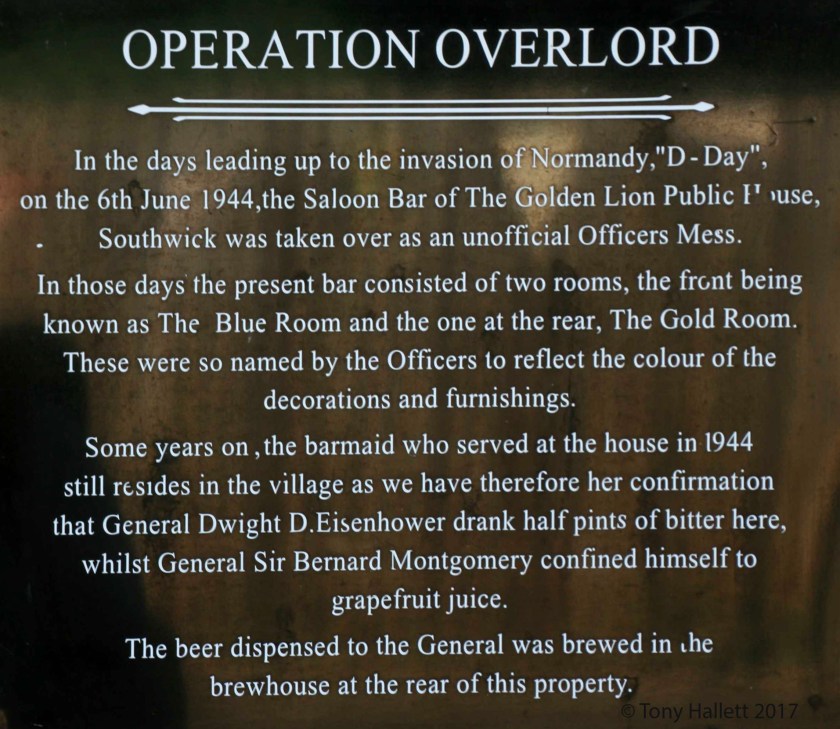 OPERATION OVERLORD
In the days leading up to the invasion of Normandy,"D-Day",
on the 6th June 1944,the Saloon Bar of The Golden Lion Public House,
Southwick was taken over as an unofficial Officers Mess.
In those days the present bar consisted of two rooms, the front being
known as The Blue Room and the one at the rear, The Gold Room.
These were so named by the Officers to reflect the colour of the
decorations and furnishings.
Some years on ,the barmaid who served at the house in 1944
still resides in the village as we have therefore her confirmation
that General Dwight D.Eisenhower drank half pints of bitter here,
whilst General Sir Bernard Montgomery confined himself to
grapefruit juice.
The beer dispensed to the General was brewed in the
brewhouse at the rear of this property.
© Tony Hallett 2017